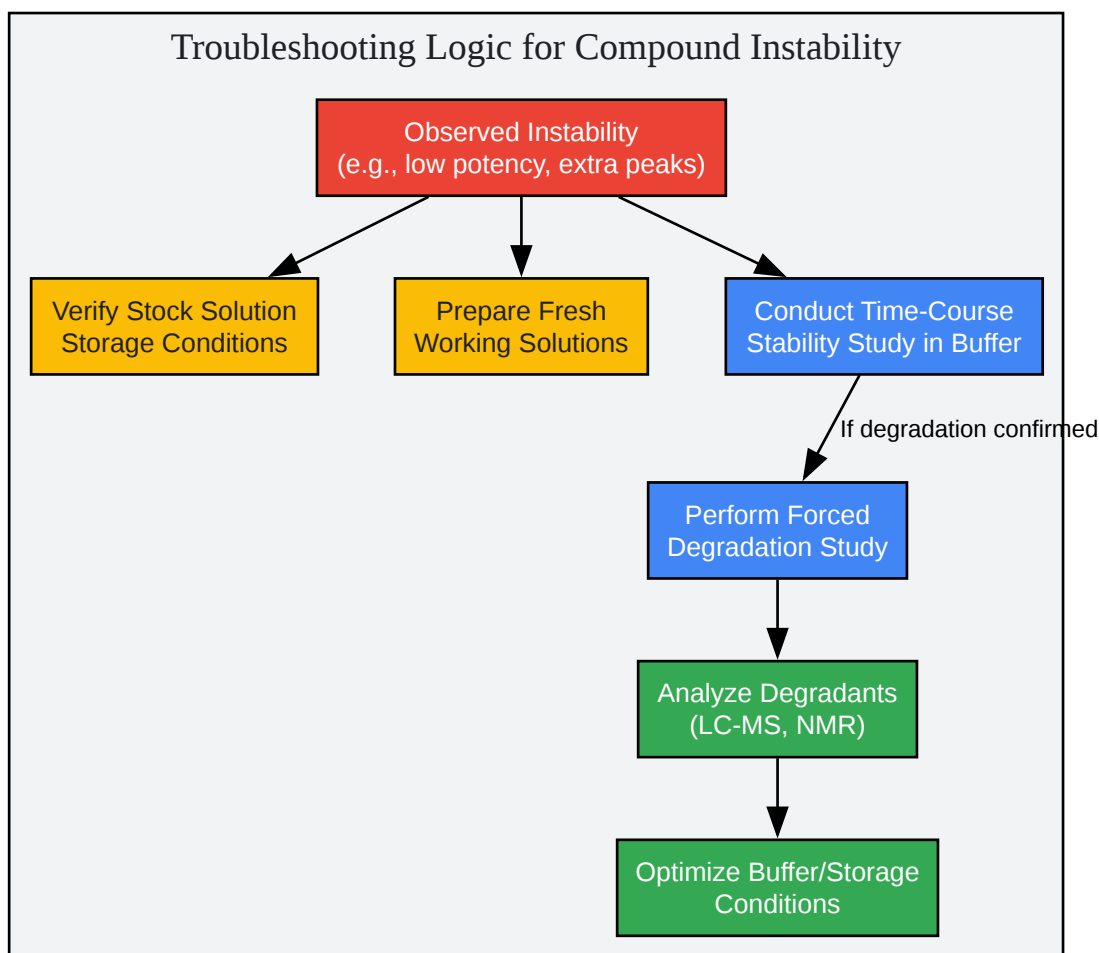 Troubleshooting Logic for Compound Instability
Observed Instability
(e.g., low potency, extra peaks)
Verify Stock Solution
Storage Conditions
Prepare Fresh
Working Solutions
Conduct Time-Course
Stability Study in Buffer
If degradation confirmed
Perform Forced
Degradation Study
Analyze Degradants
(LC-MS, NMR)
Optimize Buffer/Storage
Conditions